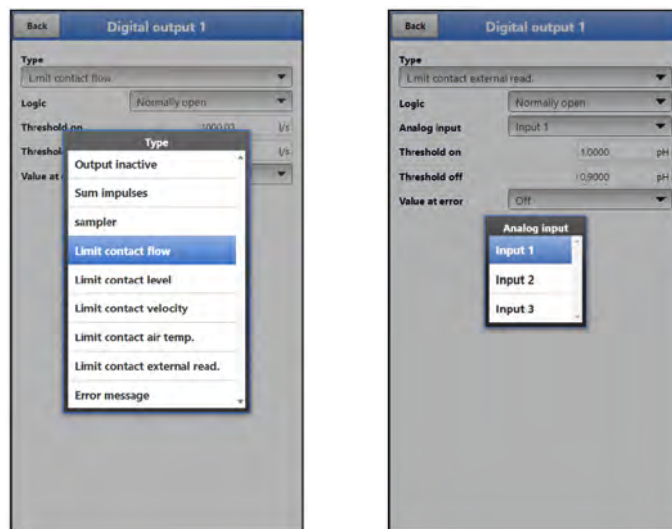 Back Digital output 1
Type
Limit contact flow
Logic Normally open
Threshold on 1000.00 l/s
l/s
Value at
Type
Output inactive
Sum impulses
sampler
Limit contact flow
Limit contact level
Limit contact velocity
Limit contact air temp.
Limit contact external read.
Error message
Back Digital output 1
Type
Limit contact external read.
Logic Normally open
Analog input Input 1
Threshold on 1.0000 pH
Threshold off 0.9000 pH
Value at error Off
Analog input
Input 1
Input 2
Input 3